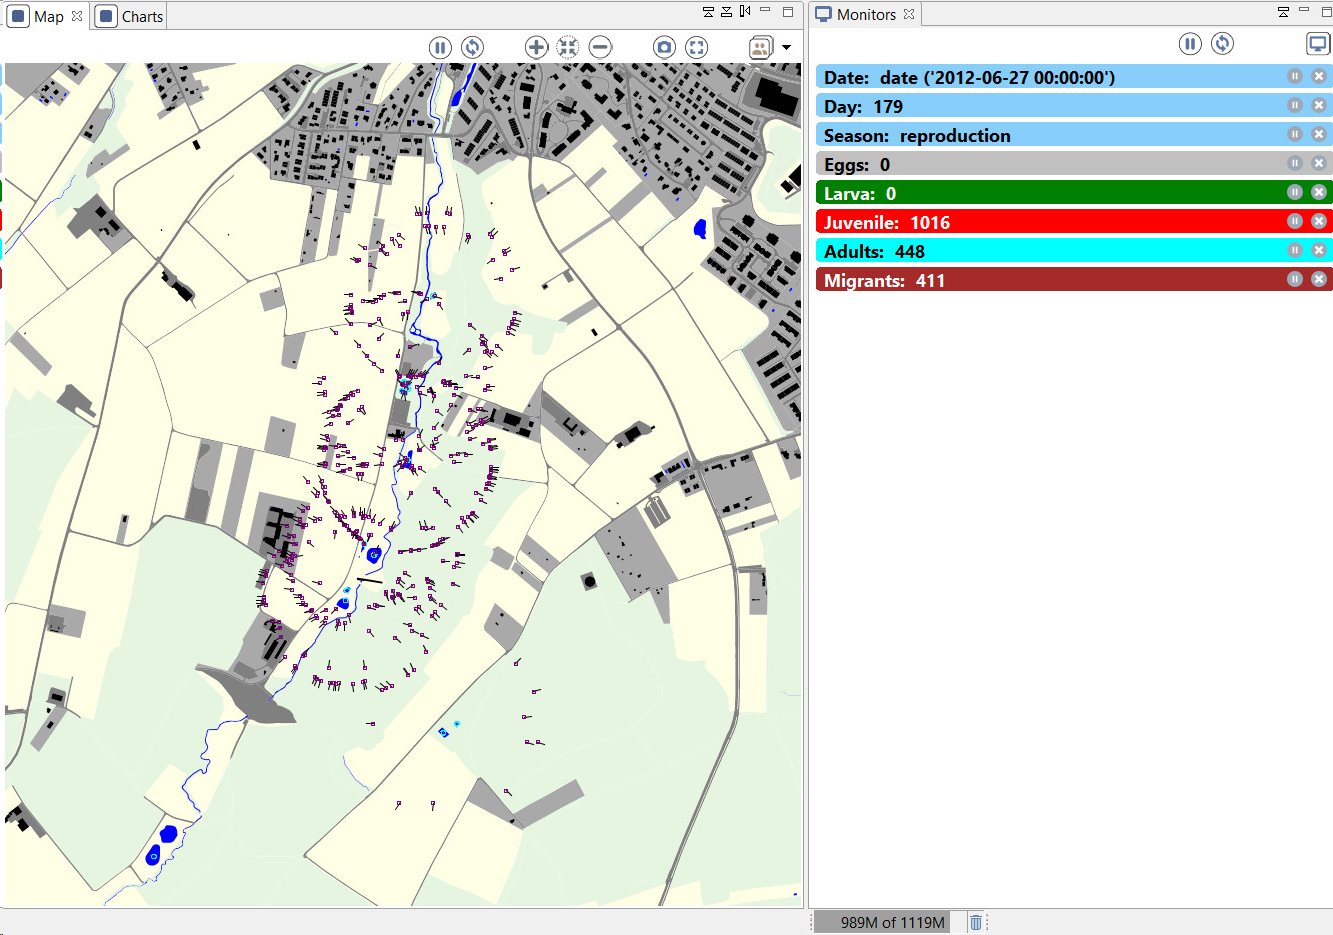 Map
Charts
Monitors
Date: date ('2012-06-27 00:00:00')
Day: 179
Season: reproduction
Eggs: 0
Larva: 0
Juvenile: 1016
Adults: 448
Migrants: 411
989M of 1119M